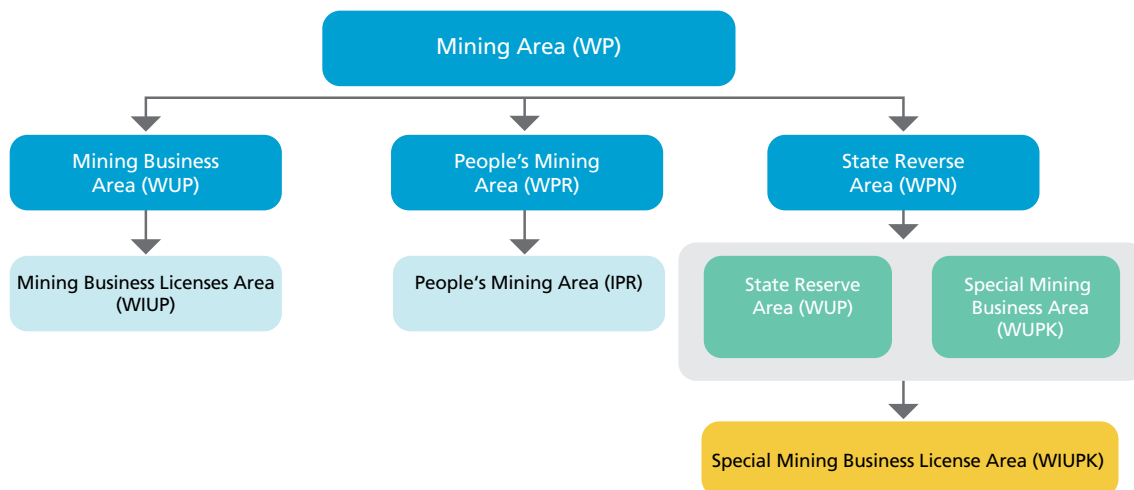 Mining Area (WP)
Mining Business
Area (WUP)
People's Mining
Area (WPR)
State Reverse
Area (WPN)
Mining Business Licenses Area
(WIUP)
People's Mining Area (IPR)
State Reserve
Area (WUP)
Special Mining
Business Area
(WUPK)
Special Mining Business License Area (WIUPK)